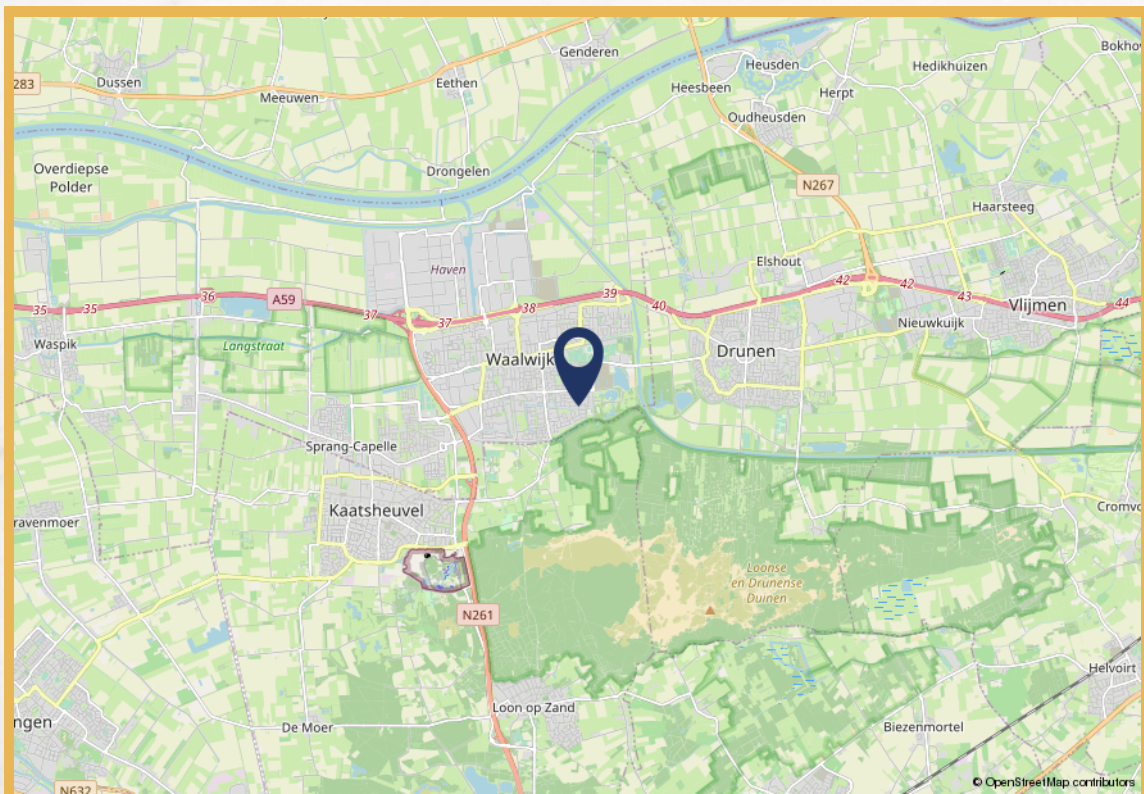 Genderen
Bokho
Heusden
Hedikhuizen
Dussen
283
Eethen
Heesbeen
Herpt
Meeuwen
Oudheusden
Overdiepse
Polder
Drongelen
N267
Haarsteeg
Elshout
Haven
42
42
36
A59
39
43
44
35
35
38
40
Vlijmen
37
37
Nieuwkuijk
Waspik
Langstraat
Waalwijk
Drunen
Sprang-Capelle
Kaatsheuvel
Cromvo
ravenmoer
Loonse
en Drunense
Duinen
N261
Helvoirt
Loon op Zand
ngen
De Moer
Biezenmortel
N632
© OpenStreetMap contributors